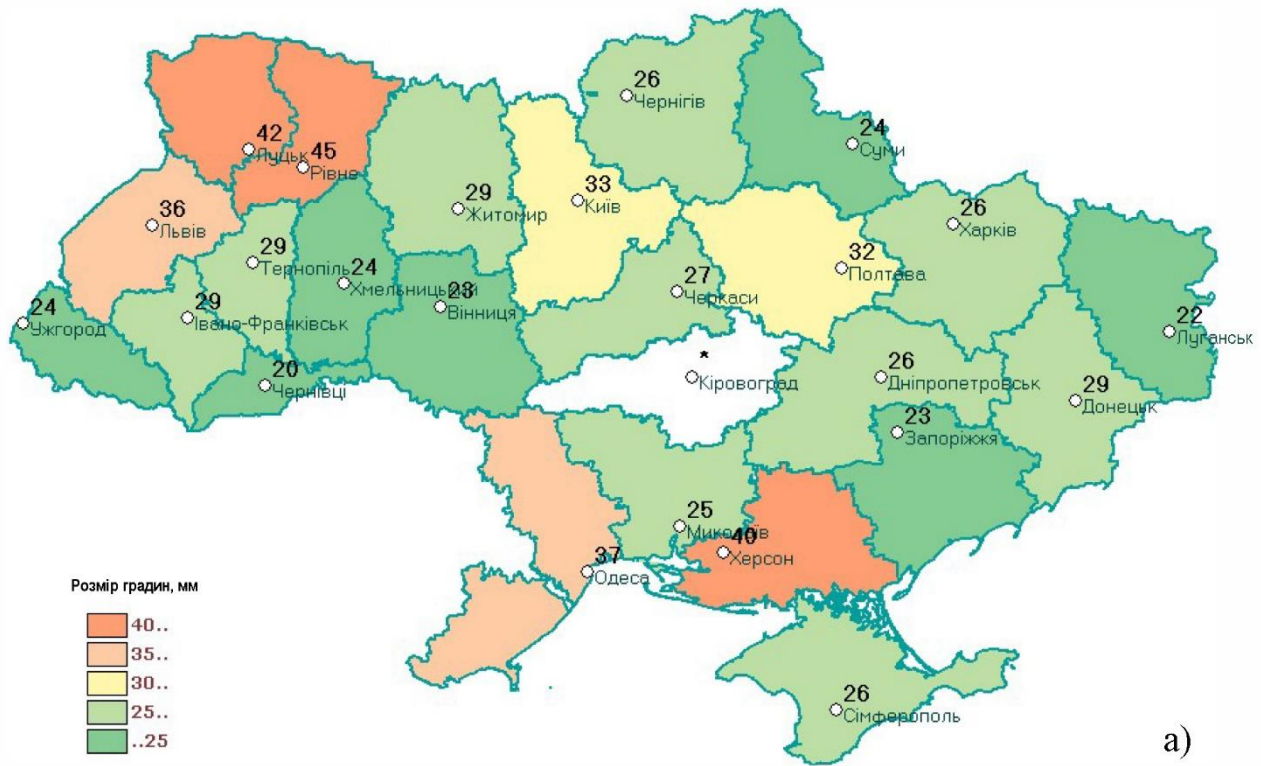 26
Чернігів
24
Суми
42
Луцьк
45
Рівне
29
Житомир
33
Київ
36
Львів
26
Харків
29
Тернопіль
24
Хмельницький
23
Вінниця
27
Черкаси
32
Полтава
22
Луганськ
24
Ужгород
29
Івано-Франківськ
20
Чернівці
*
Кіровоград
26
Дніпропетровськ
29
Донецьк
23
Запоріжжя
25
Миколаїв
40
Херсон
37
Одеса
26
Сімферополь
Розмір градин, мм
40..
35..
30..
25..
..25
а)